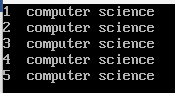 1  computer science
2  computer science
3  computer science
4  computer science
5  computer science